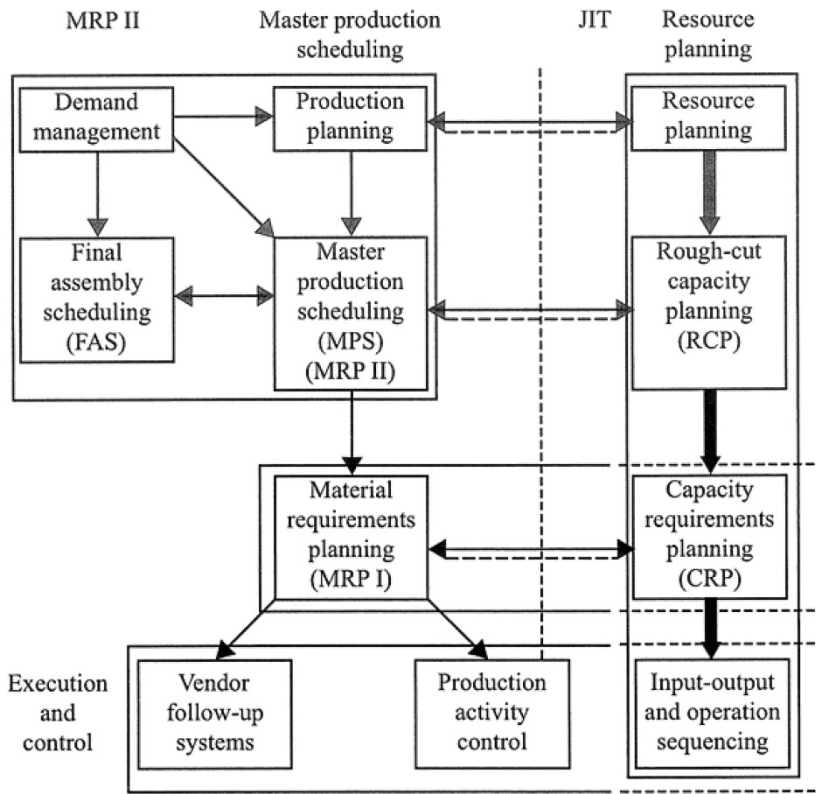 MRP II
Master production
scheduling
JIT
Resource
planning
Demand
management
Production
planning
Resource
planning
Final
assembly
scheduling
(FAS)
Master
production
scheduling
(MPS)
(MRP II)
Rough-cut
capacity
planning
(RCP)
Material
requirements
planning
(MRP I)
Capacity
requirements
planning
(CRP)
Execution
and
control
Vendor
follow-up
systems
Production
activity
control
Input-output
and operation
sequencing